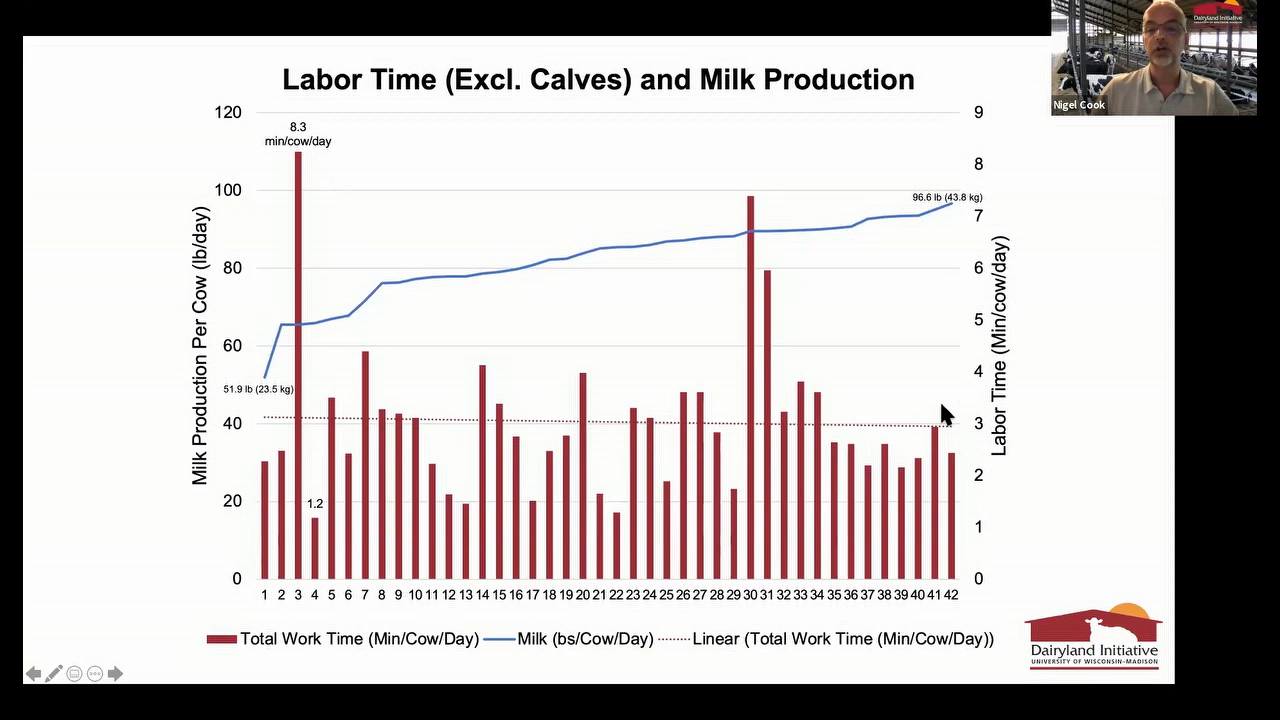 Dairyland Initiative
UNIVERSITY OF WISCONSIN-MADISON
Nigel Cook
Labor Time (Excl. Calves) and Milk Production
Milk Production Per Cow (lb/day)
120
100
80
60
40
20
0
8.3
min/cow/day
51.9 lb (23.5 kg)
1.2
96.6 lb (43.8 kg)
9
8
7
6
5
4
3
2
1
0
Labor Time (Min/cow/day)
1 2 3 4 5 6 7 8 9 10 11 12 13 14 15 16 17 18 19 20 21 22 23 24 25 26 27 28 29 30 31 32 33 34 35 36 37 38 39 40 41 42
Total Work Time (Min/Cow/Day) Milk (bs/Cow/Day) Linear (Total Work Time (Min/Cow/Day))
Dairyland Initiative
UNIVERSITY OF WISCONSIN–MADISON